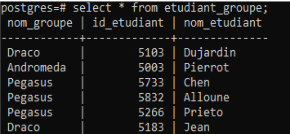 postgres=# select * from etudiant_groupe;
nom_groupe | id_etudiant | nom_etudiant
-----------+-------------+--------------
Draco | 5103 | Dujardin
Andromeda | 5003 | Pierrot
Pegasus | 5733 | Chen
Pegasus | 5832 | Alloune
Pegasus | 5266 | Prieto
Draco | 5183 | Jean